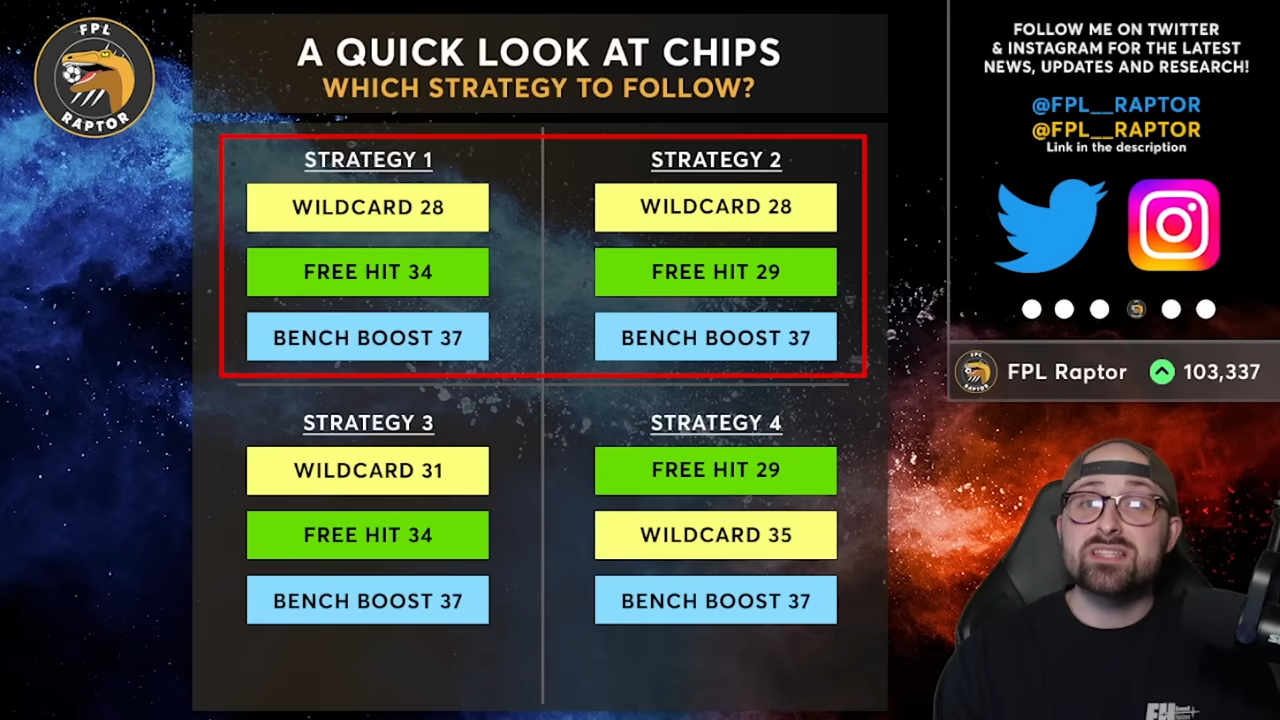 FPL
RAPTOR
A QUICK LOOK AT CHIPS
WHICH STRATEGY TO FOLLOW?
STRATEGY 1
WILDCARD 28
FREE HIT 34
BENCH BOOST 37
STRATEGY 2
WILDCARD 28
FREE HIT 29
BENCH BOOST 37
STRATEGY 3
WILDCARD 31
FREE HIT 34
BENCH BOOST 37
STRATEGY 4
FREE HIT 29
WILDCARD 35
BENCH BOOST 37
FOLLOW ME ON TWITTER
& INSTAGRAM FOR THE LATEST
NEWS, UPDATES AND RESEARCH!
@FPL__RAPTOR
@FPL__RAPTOR
Link in the description
FPL
RAPTOR
FPL Raptor
103,337